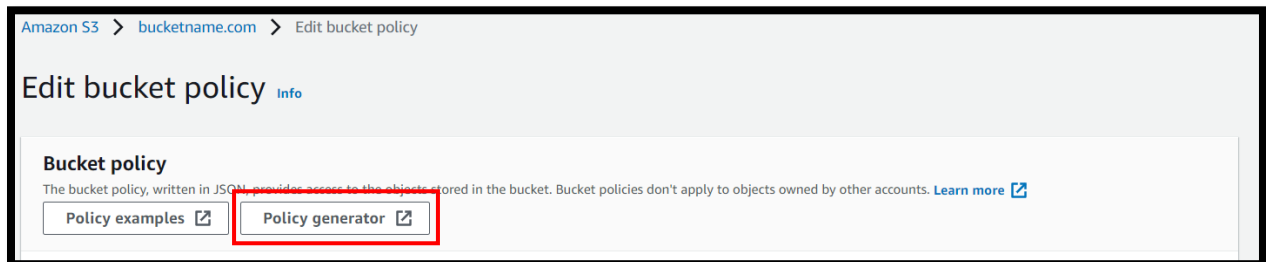 Amazon S3 > bucketname.com > Edit bucket policy
Edit bucket policy Info
Bucket policy
The bucket policy, written in JSON, provides access to the objects stored in the bucket. Bucket policies don't apply to objects owned by other accounts. Learn more
Policy examples Policy generator